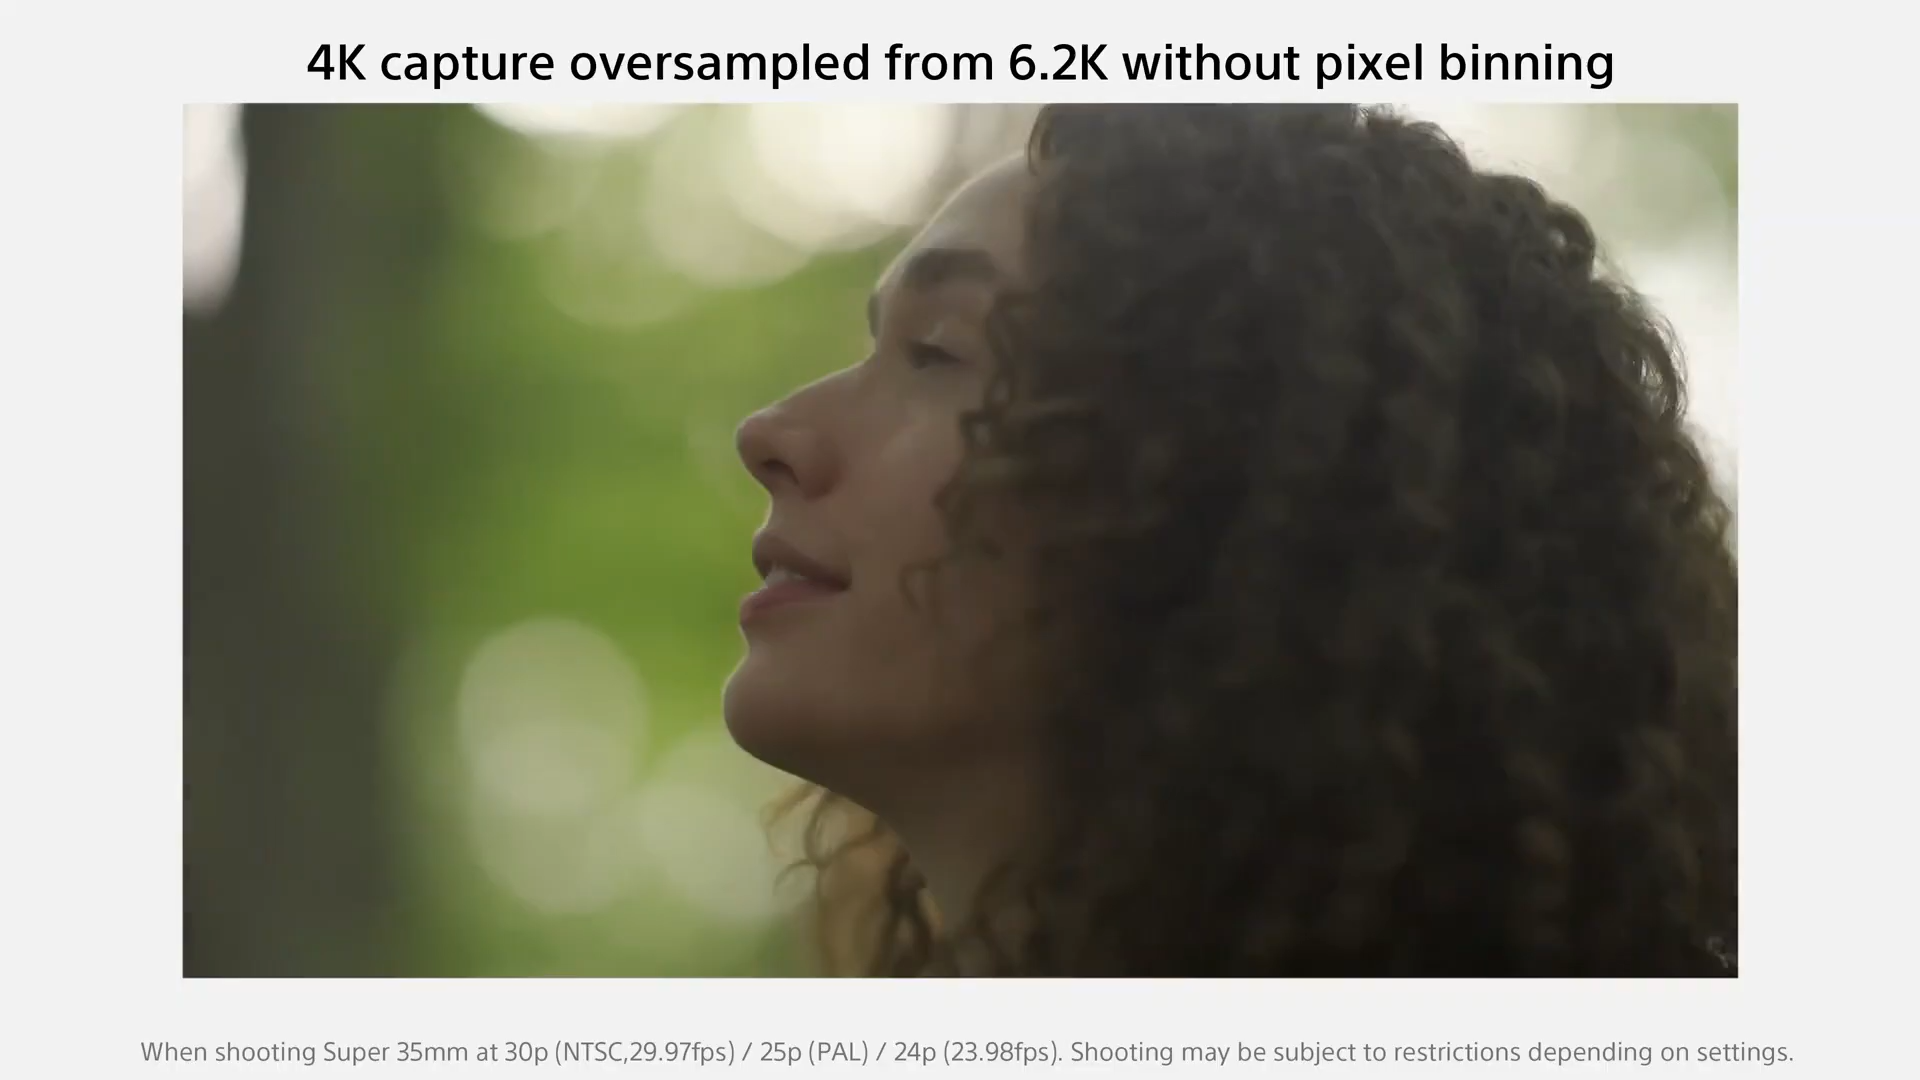 4K capture oversampled from 6.2K without pixel binning
When shooting Super 35mm at 30p (NTSC,29.97fps) / 25p (PAL) / 24p (23.98fps). Shooting may be subject to restrictions depending on settings.